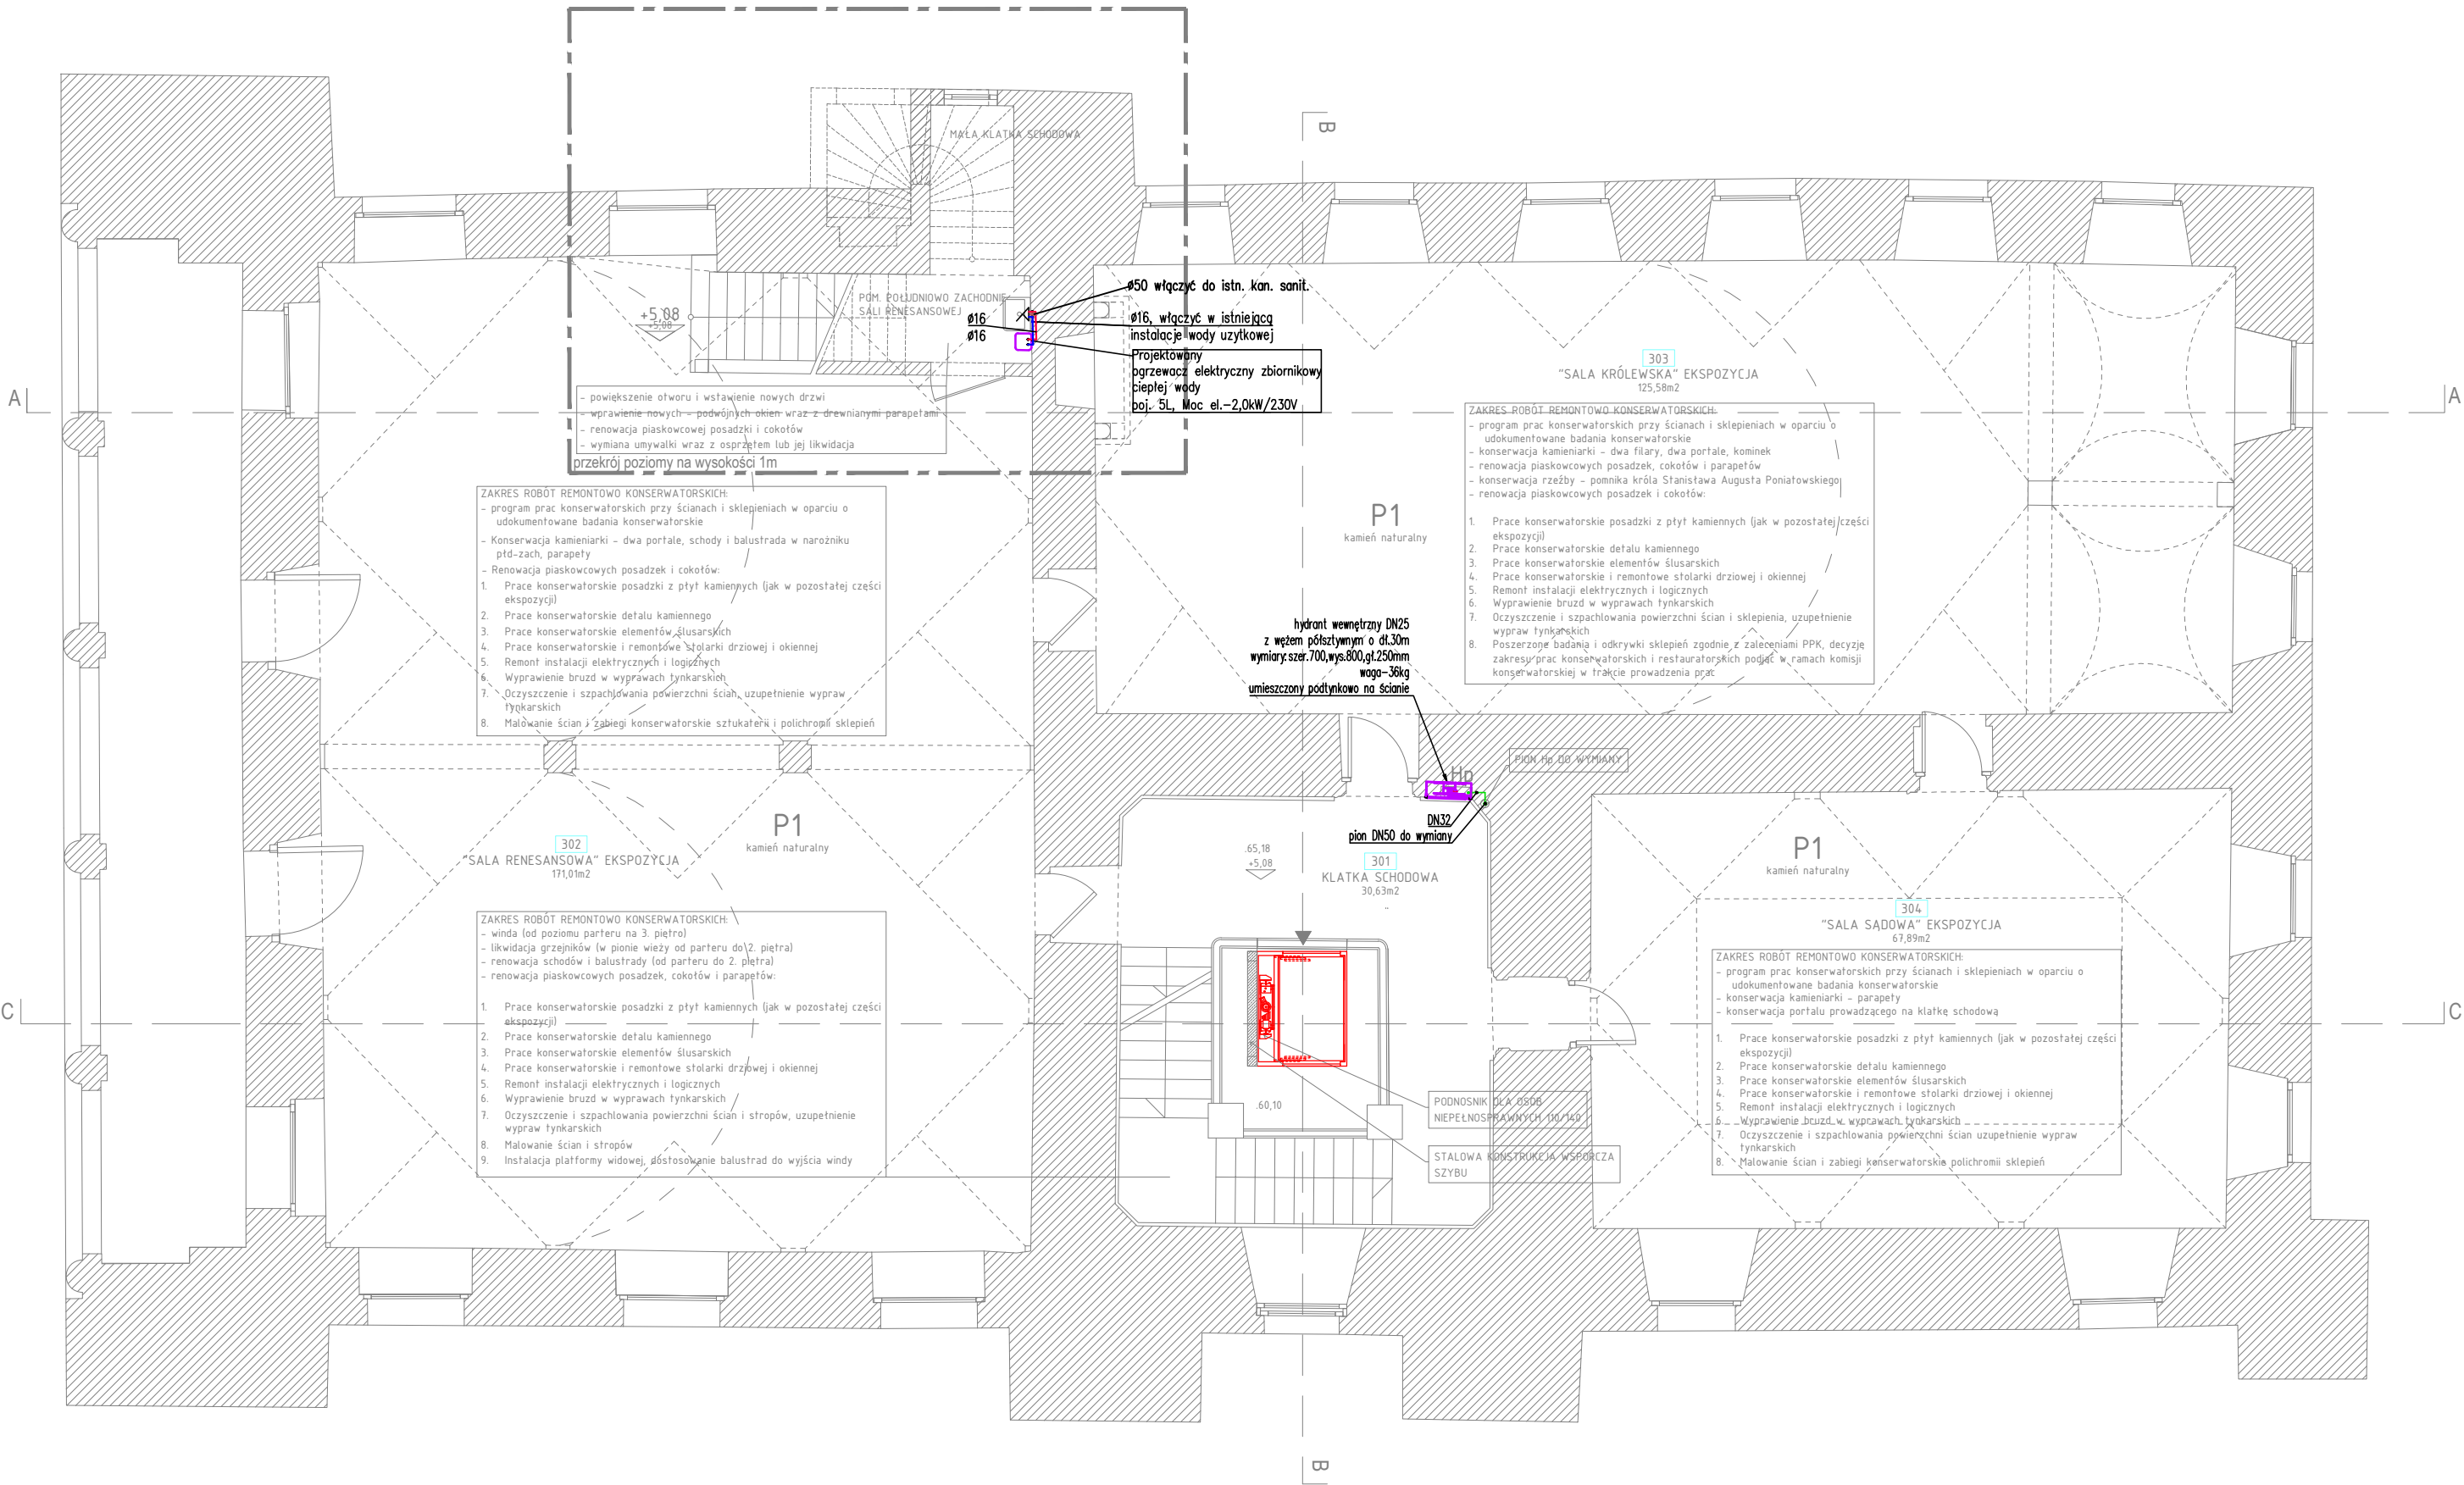 B
MAŁA KLATKA SCHODOWA
POM. POŁUDNIOWO ZACHODNIE
SALI RENESANSOWEJ
+5,08
+5,08
ø16
ø16
ø50 włączyć do istn. kan. sanit.
ø16, włączyć w istniejącą
instalację wody uzytkowej
Projektowany
ogrzewacz elektryczny zbiornikowy
ciepłej wody
poj. 5L, Moc el.-2,0kW/230V
A
A
- powiększenie otworu i wstawienie nowych drzwi
- wprawienie nowych - podwójnych okien wraz z drewnianymi parapetami
- renowacja piaskowcowej posadzki i cokołów
- wymiana umywalki wraz z osprzętem lub jej likwidacja
przekrój poziomy na wysokości 1m
303
"SALA KRÓLEWSKA" EKSPOZYCJA
125,58m2
ZAKRES ROBÓT REMONTOWO KONSERWATORSKICH:
- program prac konserwatorskich przy ścianach i sklepieniach w oparciu o
udokumentowane badania konserwatorskie
- konserwacja kamieniarki - dwa filary, dwa portale, kominek
- renowacja piaskowcowych posadzek, cokołów i parapetów
- konserwacja rzeźby - pomnika króla Stanisława Augusta Poniatowskiego
- renowacja piaskowcowych posadzek i cokołów:
1. Prace konserwatorskie posadzki z płyt kamiennych (jak w pozostałej części
ekspozycji)
2. Prace konserwatorskie detalu kamiennego
3. Prace konserwatorskie elementów ślusarskich
4. Prace konserwatorskie i remontowe stolarki drziowej i okiennej
5. Remont instalacji elektrycznych i logicznych
6. Wyprawienie bruzd w wyprawach tynkarskich
7. Oczyszczenie i szpachlowania powierzchni ścian i sklepienia, uzupełnienie
wypraw tynkarskich
8. Poszerzone badania i odkrywki sklepień zgodnie z zaleceniami PPK, decyzję
zakresu prac konserwatorskich i restauratorskich podjąć w ramach komisji
konserwatorskiej w trakcie prowadzenia prac
P1
kamień naturalny
ZAKRES ROBÓT REMONTOWO KONSERWATORSKICH:
- program prac konserwatorskich przy ścianach i sklepieniach w oparciu o
udokumentowane badania konserwatorskie
- Konserwacja kamieniarki - dwa portale, schody i balustrada w narożniku
płd-zach, parapety
- Renowacja piaskowcowych posadzek i cokołów:
1. Prace konserwatorskie posadzki z płyt kamiennych (jak w pozostałej części
ekspozycji)
2. Prace konserwatorskie detalu kamiennego
3. Prace konserwatorskie elementów ślusarskich
4. Prace konserwatorskie i remontowe stolarki drziowej i okiennej
5. Remont instalacji elektrycznych i logicznych
6. Wyprawienie bruzd w wyprawach tynkarskich
7. Oczyszczenie i szpachlowania powierzchni ścian, uzupełnienie wypraw
tynkarskich
8. Malowanie ścian i zabiegi konserwatorskie sztukaterii i polichromii sklepień
hydrant wewnętrzny DN25
z wężem półsztywnym o dł.30m
wymiary: szer.700,wys.800,gł.250mm
waga-36kg
umieszczony podtynkowo na ścianie
Hp
PION Hp DO WYMIANY
DN32
pion DN50 do wymiany
302
"SALA RENESANSOWA" EKSPOZYCJA
171,01m2
P1
kamień naturalny
.65,18
+5,08
301
KLATKA SCHODOWA
30,63m2
P1
kamień naturalny
304
"SALA SĄDOWA" EKSPOZYCJA
67,89m2
ZAKRES ROBÓT REMONTOWO KONSERWATORSKICH:
- winda (od poziomu parteru na 3. piętro)
- likwidacja grzejników (w pionie wieży od parteru do 2. piętra)
- renowacja schodów i balustrady (od parteru do 2. piętra)
- renowacja piaskowcowych posadzek, cokołów i parapetów:
1. Prace konserwatorskie posadzki z płyt kamiennych (jak w pozostałej części
ekspozycji)
2. Prace konserwatorskie detalu kamiennego
3. Prace konserwatorskie elementów ślusarskich
4. Prace konserwatorskie i remontowe stolarki drziowej i okiennej
5. Remont instalacji elektrycznych i logicznych
6. Wyprawienie bruzd w wyprawach tynkarskich
7. Oczyszczenie i szpachlowania powierzchni ścian i stropów, uzupełnienie
wypraw tynkarskich
8. Malowanie ścian i stropów
9. Instalacja platformy widowej, dostosowanie balustrad do wyjścia windy
ZAKRES ROBÓT REMONTOWO KONSERWATORSKICH:
- program prac konserwatorskich przy ścianach i sklepieniach w oparciu o
udokumentowane badania konserwatorskie
- konserwacja kamieniarki - parapety
- konserwacja portalu prowadzącego na klatkę schodową
1. Prace konserwatorskie posadzki z płyt kamiennych (jak w pozostałej części
ekspozycji)
2. Prace konserwatorskie detalu kamiennego
3. Prace konserwatorskie elementów ślusarskich
4. Prace konserwatorskie i remontowe stolarki drziowej i okiennej
5. Remont instalacji elektrycznych i logicznych
6. Wyprawienie bruzd w wyprawach tynkarskich
7. Oczyszczenie i szpachlowania powierzchni ścian uzupełnienie wypraw
tynkarskich
8. Malowanie ścian i zabiegi konserwatorskie polichromii sklepień
C
C
.60,10
PODNOSNIK DLA OSÓB
NIEPEŁNOSPRAWNYCH 110/140
STALOWA KONSTRUKCJA WSPORCZA
SZYBU
B